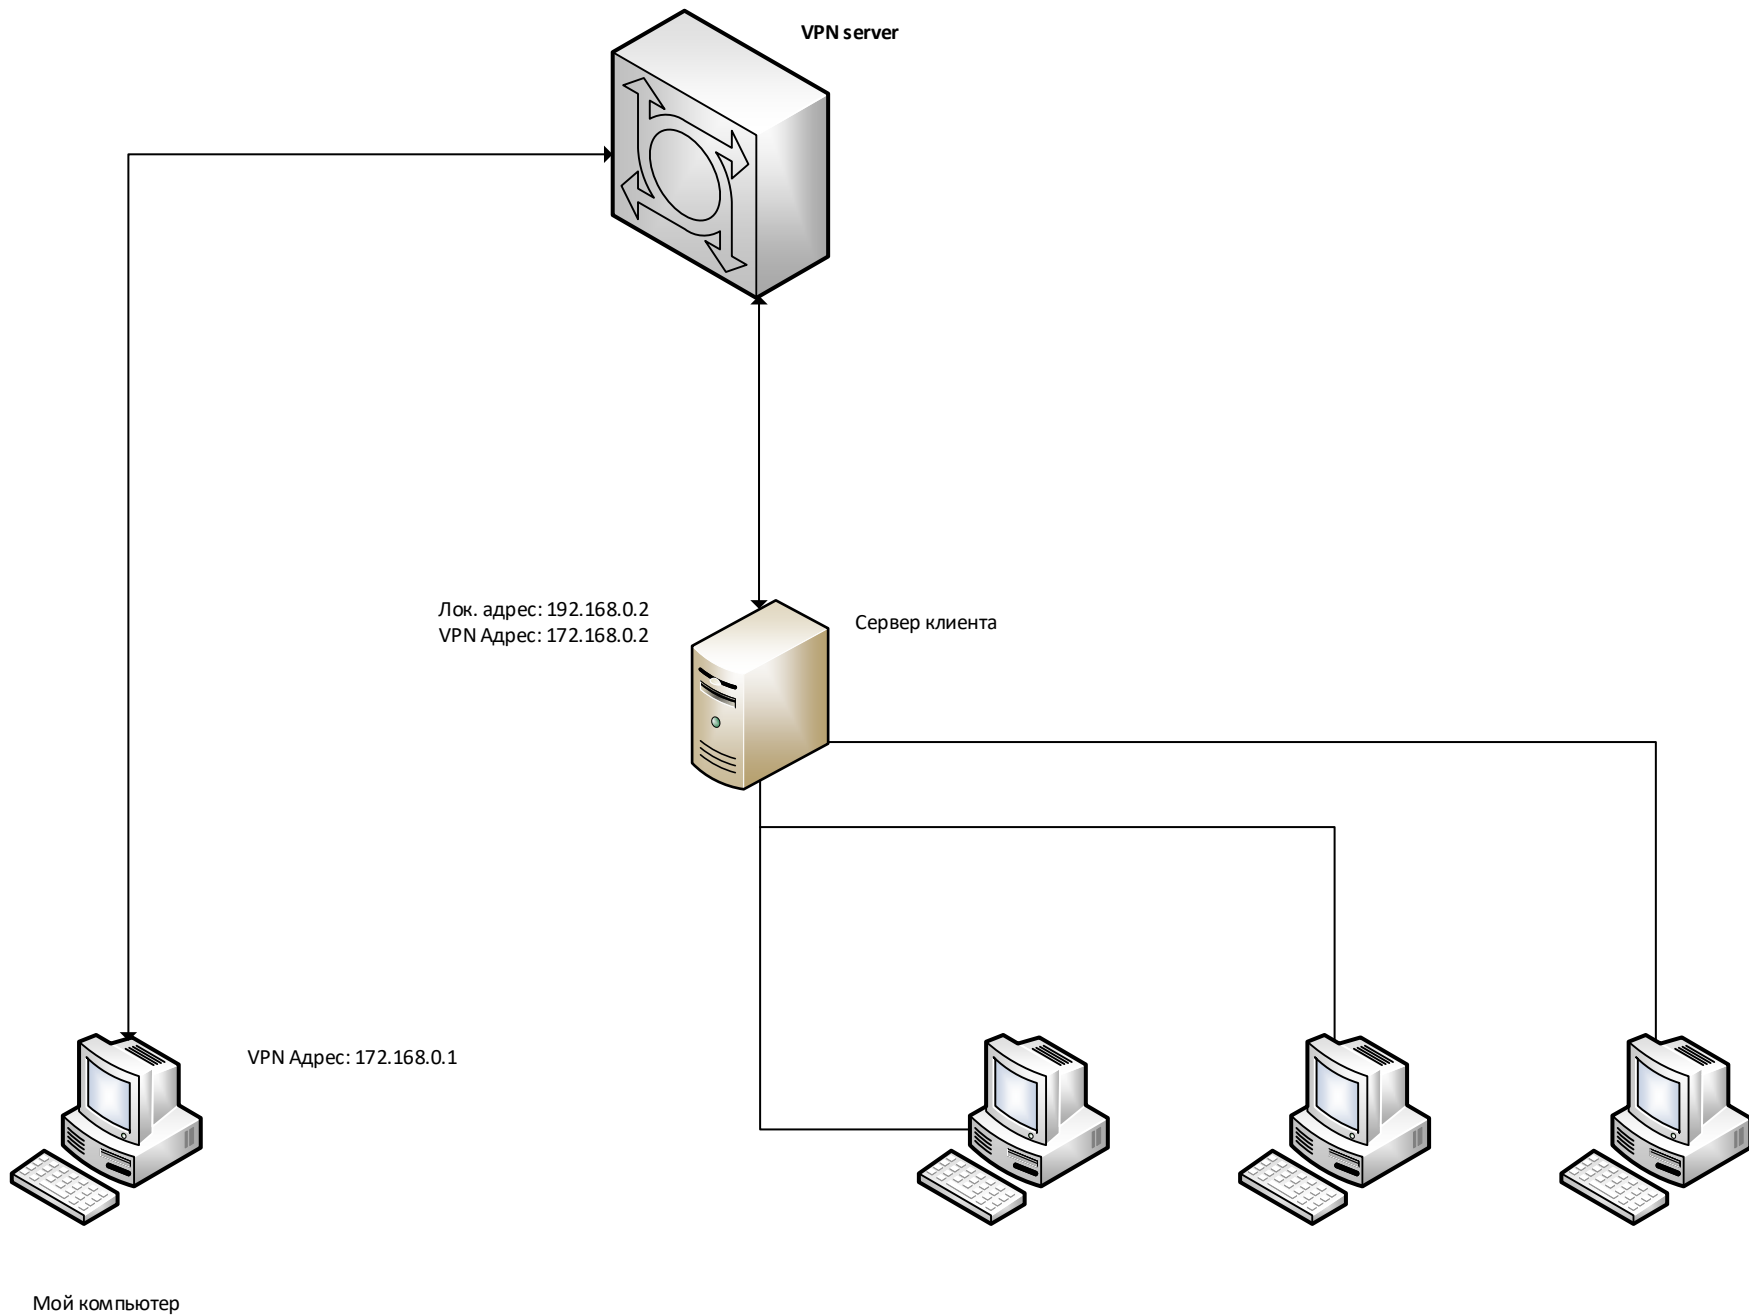 VPN server
Лок. адрес: 192.168.0.2
VPN Адрес: 172.168.0.2
Сервер клиента
VPN Адрес: 172.168.0.1
Мой компьютер